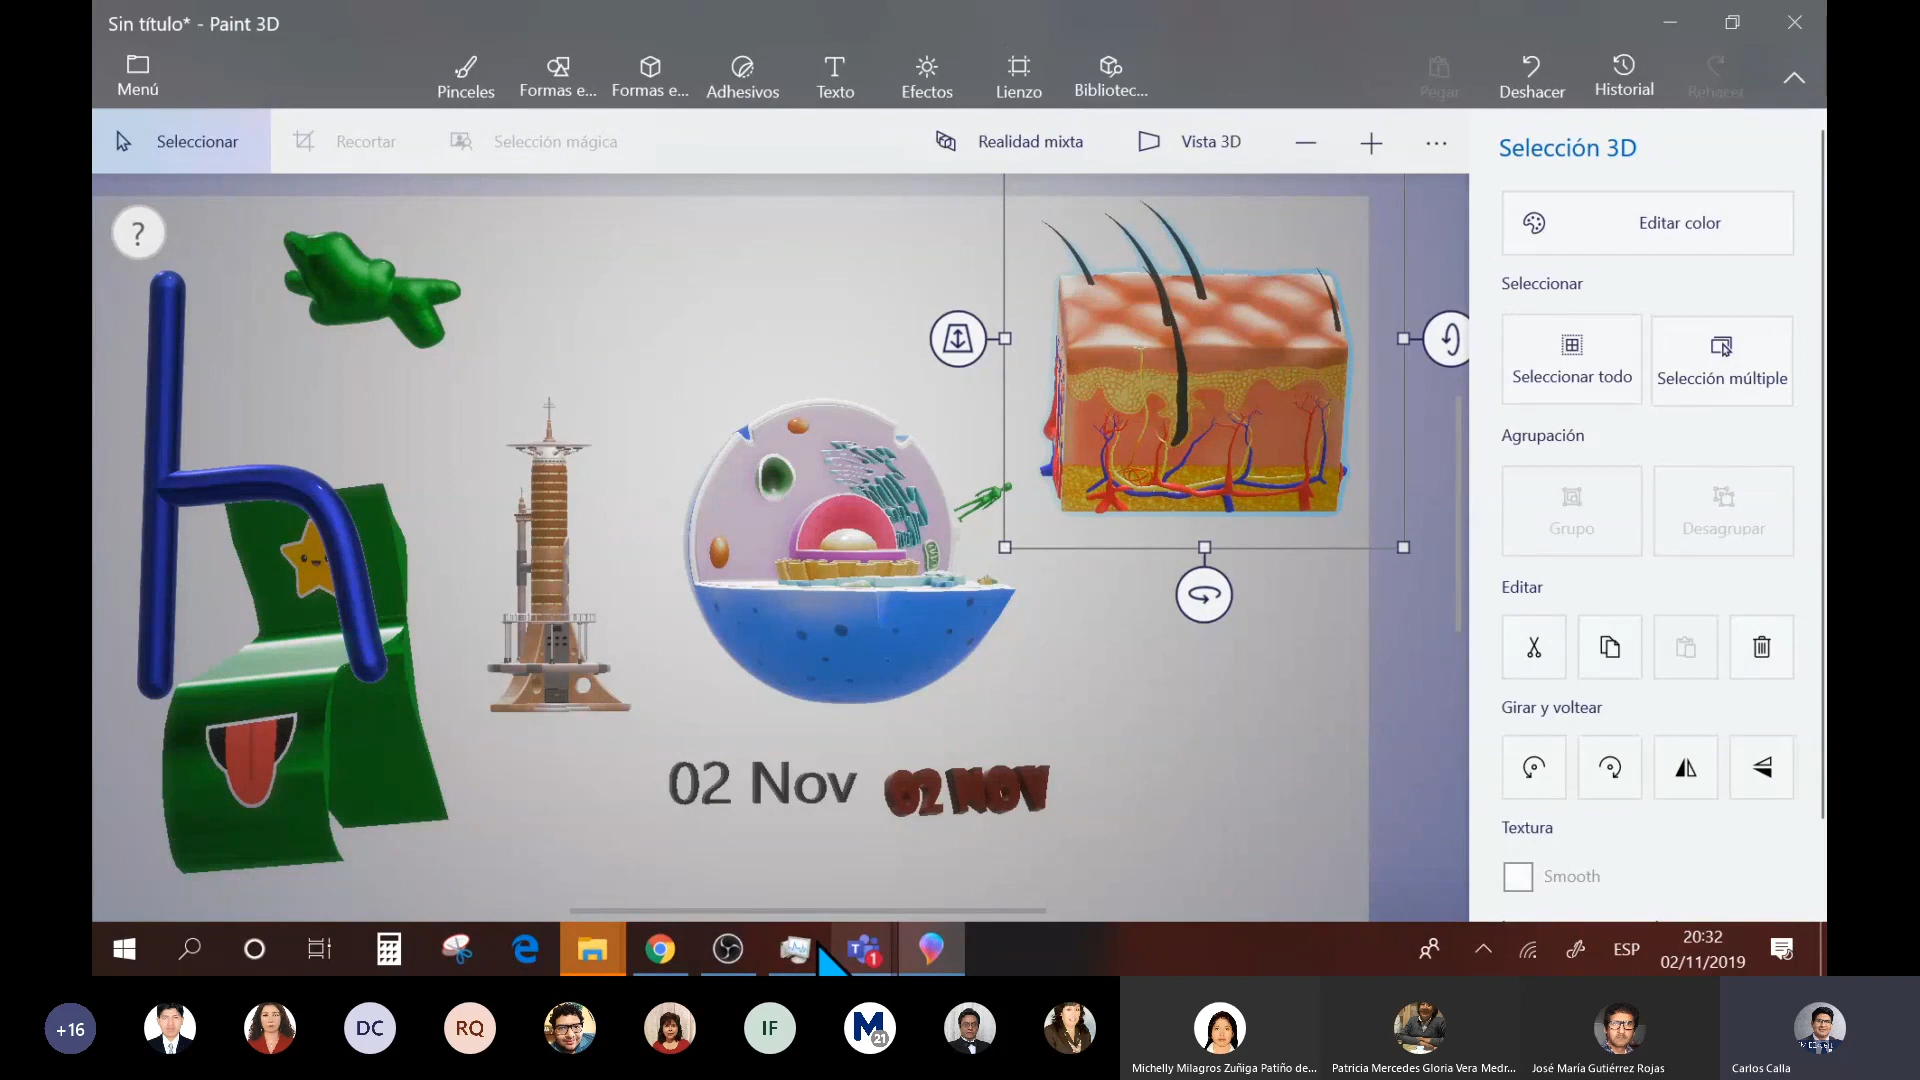 Sin título* - Paint 3D
Menú
Pinceles
Formas e...
Formas e...
Adhesivos
Texto
Efectos
Lienzo
Bibliotec...
Pegar
Deshacer
Historial
Rehacer
Seleccionar
Recortar
Selección mágica
Realidad mixta
Vista 3D
...
Selección 3D
?
Editar color
Seleccionar
Seleccionar todo
Selección múltiple
Agrupación
Grupo
Desagrupar
Editar
Girar y voltear
Textura
Smooth
02 Nov
02 NOV
T
1
ESP
20:32
02/11/2019
+16
DC
RQ
IF
M
21
Michelly Milagros Zuñiga Patiño de...
Patricia Mercedes Gloria Vera Medr...
José María Gutiérrez Rojas
Carlos Calla